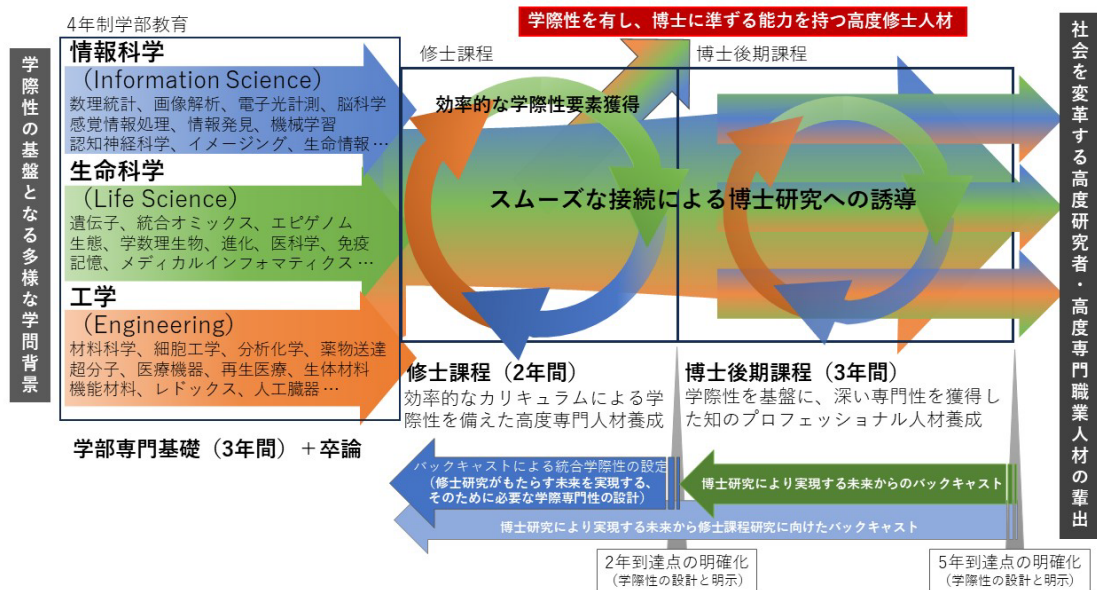 学際性の基盤となる多様な学問背景
4年制学部教育
情報科学
（Information Science）
数理統計、画像解析、電子光計測、脳科学
感覚情報処理、情報発見、機械学習
認知神経科学、イメージング、生命情報…
生命科学
（Life Science）
遺伝子、統合オミックス、エピゲノム
生態、学数理生物、進化、医科学、免疫
記憶、メディカルインフォマティクス…
工学
（Engineering）
材料科学、細胞工学、分析化学、薬物送達
超分子、医療機器、再生医療、生体材料
機能材料、レドックス、人工臓器…
学部専門基礎（3年間）＋卒論
学際性を有し、博士に準ずる能力を持つ高度修士人材
修士課程
博士後期課程
効率的な学際性要素獲得
スムーズな接続による博士研究への誘導
修士課程（2年間）
効率的なカリキュラムによる学
際性を備えた高度専門人材養成
博士後期課程（3年間）
学際性を基盤に、深い専門性を獲得し
た知のプロフェッショナル人材養成
バックキャストによる統合学際性の設定
（修士研究がもたらす未来を実現する、
そのために必要な学際専門性の設計）
博士研究により実現する未来からのバックキャスト
博士研究により実現する未来から修士課程研究に向けたバックキャスト
2年到達点の明確化
（学際性の設計と明示）
5年到達点の明確化
（学際性の設計と明示）
社会を変革する高度研究者・高度専門職業人材の輩出